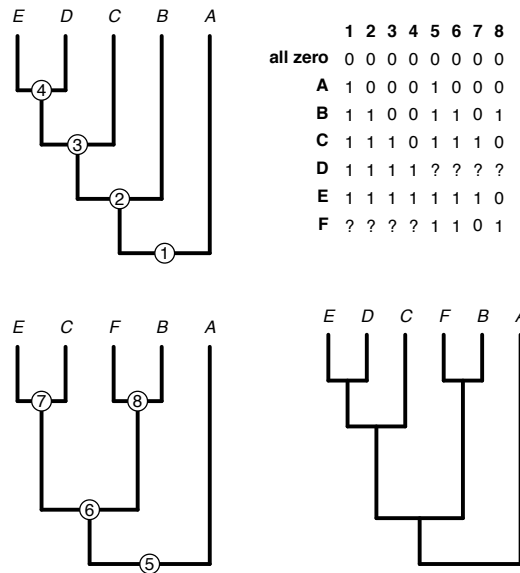 E D C B A
4
3
2
1
1 2 3 4 5 6 7 8
all zero 0 0 0 0 0 0 0 0
A 1 0 0 0 1 0 0 0
B 1 1 0 0 1 1 0 1
C 1 1 1 0 1 1 1 0
D 1 1 1 1 ? ? ? ?
E 1 1 1 1 1 1 1 0
F ? ? ? ? 1 1 0 1
E C F B A
7 8
6
5
E D C F B A